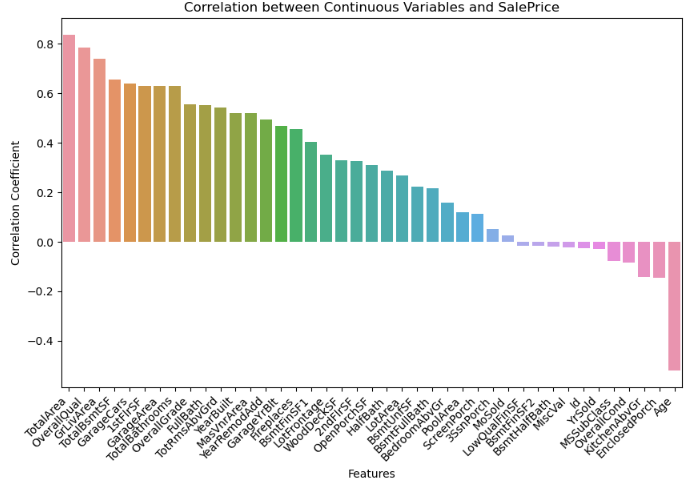 Correlation between Continuous Variables and SalePrice
Correlation Coefficient
0.8
0.6
0.4
0.2
0.0
−0.2
−0.4
TotalArea
OverallQual
GrLivArea
TotalBsmtSF
GarageCars
1stFlrSF
GarageArea
TotalBathrooms
OverallGrade
FullBath
TotRmsAbvGrd
YearBuilt
MasVnrArea
YearRemodAdd
GarageYrBlt
Fireplaces
BsmtFinSF1
LotFrontage
WoodDeckSF
2ndFlrSF
OpenPorchSF
HalfBath
LotArea
BsmtUnfSF
BsmtFullBath
BedroomAbvGr
PoolArea
ScreenPorch
3ssnPorch
MoSold
LowQualFinSF
BsmtFinSF2
BsmtHalfBath
MiscVal
Id
YrSold
MSSubClass
OverallCond
KitchenAbvGr
EnclosedPorch
Age
Features